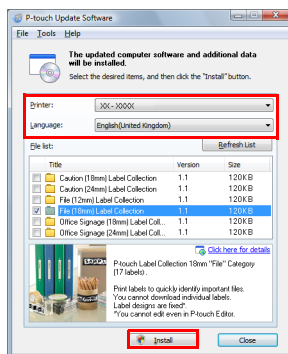 P-touch Update Software
File Tools Help
The updated computer software and additional data
will be installed.
Select the desired items, and then click the "Install" button.
Printer: XX - XXXX
Language: English(United Kingdom)
File list: Refresh List
Title Version Size
Caution (18mm) Label Collection 1.1 120KB
Caution (24mm) Label Collection 1.1 120KB
File (12mm) Label Collection 1.1 120KB
File (18mm) Label Collection 1.1 120KB
Office Signage (18mm) Label Coll... 1.1 120KB
Office Signage (24mm) Label Coll... 1.1 120KB
Click here for details
P-touch Label Collection 18mm "File" Category
(17 labels).
Print labels to quickly identify important files.
You cannot download individual labels.
Label designs are fixed*.
*You cannot edit even in P-touch Editor.
Install Close